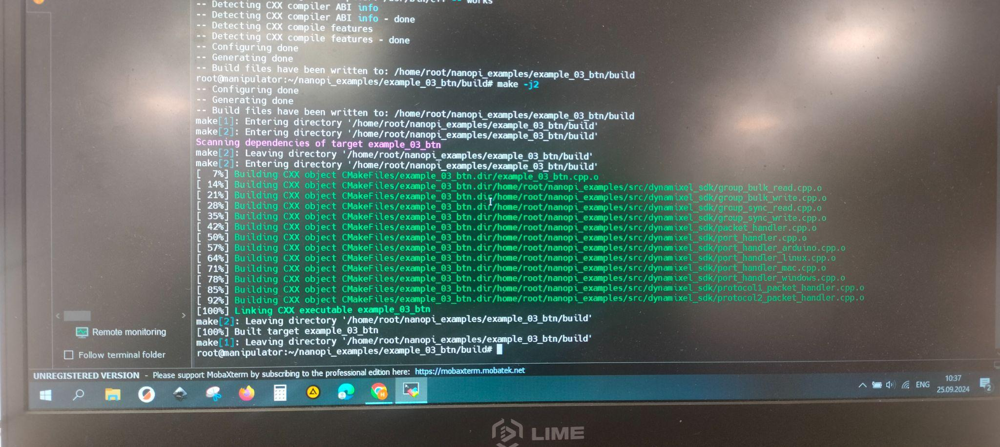 works
-- Detecting CXX compiler ABI info
-- Detecting CXX compiler ABI info - done
-- Detecting CXX compile features
-- Detecting CXX compile features - done
-- Configuring done
-- Generating done
-- Build files have been written to: /home/root/nanopi_examples/example_03_btn/build
root@manipulator:~/nanopi_examples/example_03_btn/build# make -j2
-- Configuring done
-- Generating done
-- Build files have been written to: /home/root/nanopi_examples/example_03_btn/build
make[1]: Entering directory '/home/root/nanopi_examples/example_03_btn/build'
make[2]: Entering directory '/home/root/nanopi_examples/example_03_btn/build'
Scanning dependencies of target example_03_btn
make[2]: Leaving directory '/home/root/nanopi_examples/example_03_btn/build'
make[2]: Entering directory '/home/root/nanopi_examples/example_03_btn/build'
[  7%] Building CXX object CMakeFiles/example_03_btn.dir/example_03_btn.cpp.o
[ 14%] Building CXX object CMakeFiles/example_03_btn.dir/home/root/nanopi_examples/src/dynamixel_sdk/group_bulk_read.cpp.o
[ 21%] Building CXX object CMakeFiles/example_03_btn.dir/home/root/nanopi_examples/src/dynamixel_sdk/group_bulk_write.cpp.o
[ 28%] Building CXX object CMakeFiles/example_03_btn.dir/home/root/nanopi_examples/src/dynamixel_sdk/group_sync_read.cpp.o
[ 35%] Building CXX object CMakeFiles/example_03_btn.dir/home/root/nanopi_examples/src/dynamixel_sdk/group_sync_write.cpp.o
[ 42%] Building CXX object CMakeFiles/example_03_btn.dir/home/root/nanopi_examples/src/dynamixel_sdk/packet_handler.cpp.o
[ 50%] Building CXX object CMakeFiles/example_03_btn.dir/home/root/nanopi_examples/src/dynamixel_sdk/port_handler.cpp.o
[ 57%] Building CXX object CMakeFiles/example_03_btn.dir/home/root/nanopi_examples/src/dynamixel_sdk/port_handler_arduino.cpp.o
[ 64%] Building CXX object CMakeFiles/example_03_btn.dir/home/root/nanopi_examples/src/dynamixel_sdk/port_handler_linux.cpp.o
[ 71%] Building CXX object CMakeFiles/example_03_btn.dir/home/root/nanopi_examples/src/dynamixel_sdk/port_handler_mac.cpp.o
[ 78%] Building CXX object CMakeFiles/example_03_btn.dir/home/root/nanopi_examples/src/dynamixel_sdk/port_handler_windows.cpp.o
[ 85%] Building CXX object CMakeFiles/example_03_btn.dir/home/root/nanopi_examples/src/dynamixel_sdk/protocol1_packet_handler.cpp.o
[ 92%] Building CXX object CMakeFiles/example_03_btn.dir/home/root/nanopi_examples/src/dynamixel_sdk/protocol2_packet_handler.cpp.o
[100%] Linking CXX executable example_03_btn
make[2]: Leaving directory '/home/root/nanopi_examples/example_03_btn/build'
[100%] Built target example_03_btn
make[1]: Leaving directory '/home/root/nanopi_examples/example_03_btn/build'
root@manipulator:~/nanopi_examples/example_03_btn/build#
Remote monitoring
Follow terminal folder
UNREGISTERED VERSION - Please support MobaXterm by subscribing to the professional edition here: https://mobaxterm.mobatek.net
ENG
10:37
25.09.2024
2
LIME